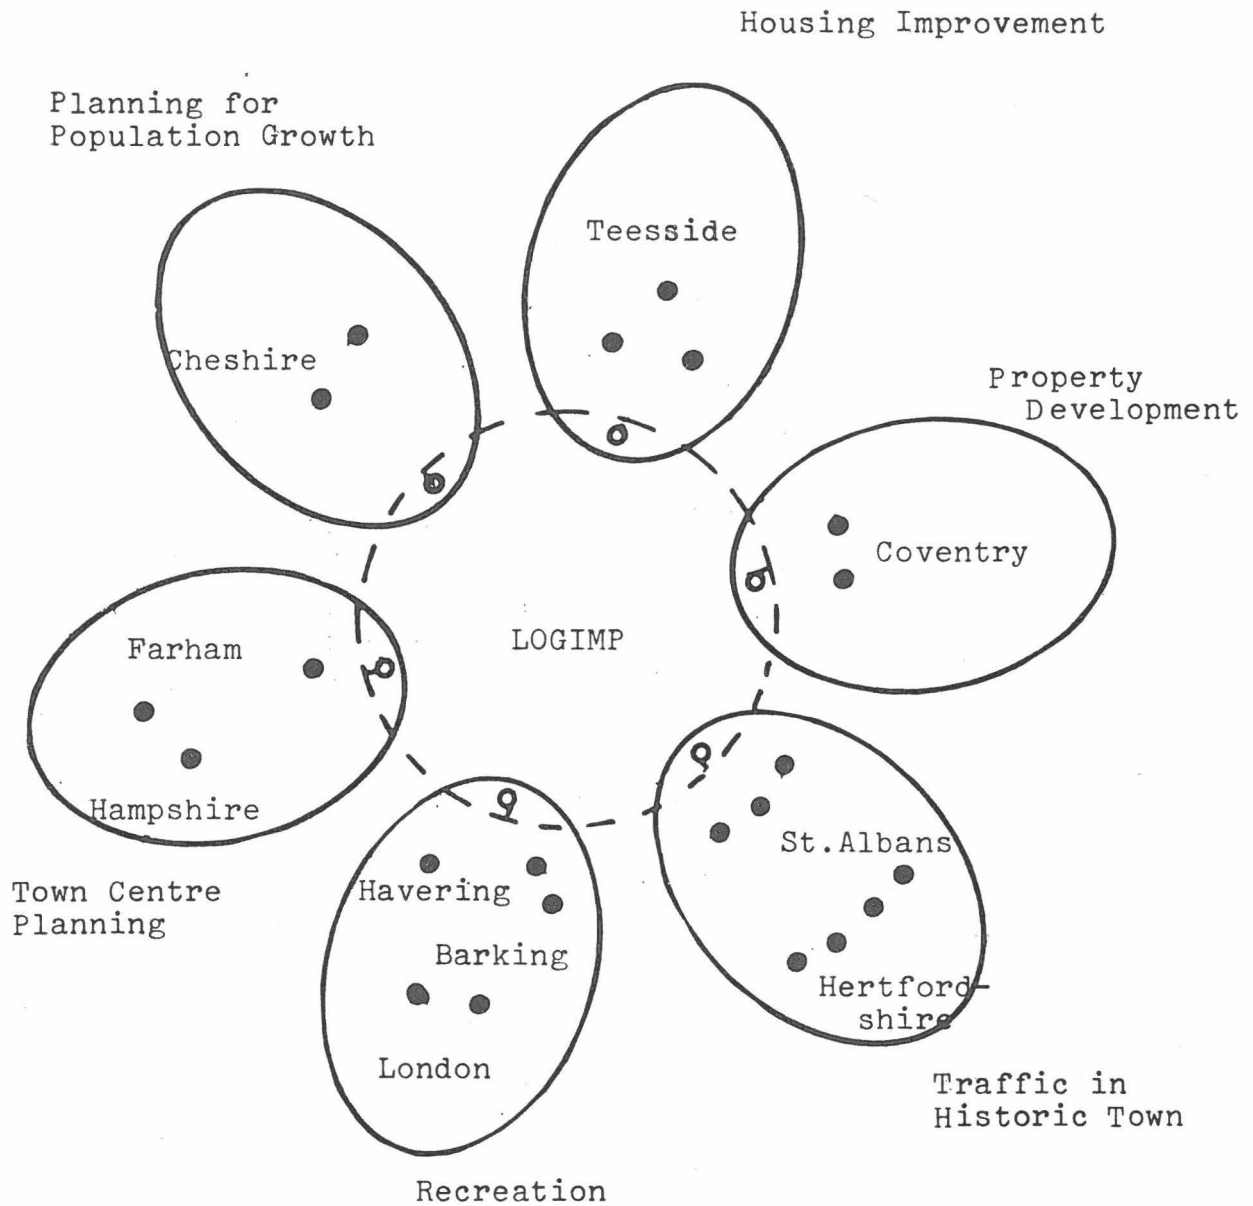 Housing Improvement
Planning for
Population Growth
Teesside
Cheshire
Property
Development
Coventry
LOGIMP
Farham
Hampshire
Town Centre
Planning
St.Albans
Hertford-
shire
Havering
Barking
London
Traffic in
Historic Town
Recreation